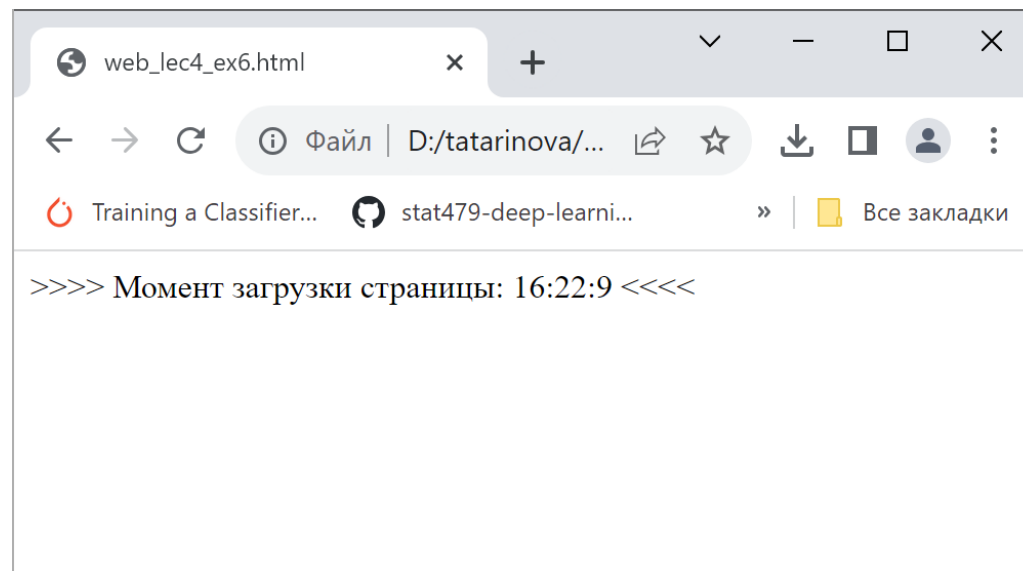 web_lec4_ex6.html
Файл D:/tatarinova/...
Training a Classifier... stat479-deep-learni... » Все закладки
>>>> Момент загрузки страницы: 16:22:9 <<<<